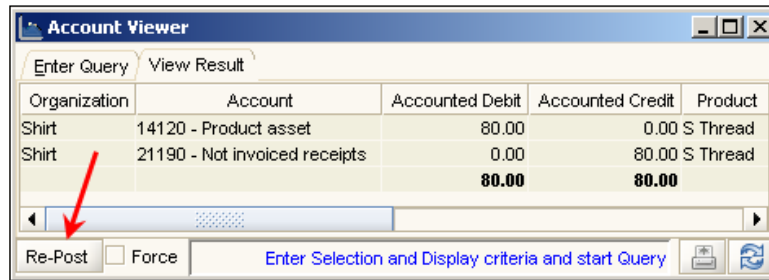 Account Viewer
Enter Query View Result
Organization Account Accounted Debit Accounted Credit Product
Shirt 14120 - Product asset 80.00 0.00 S Thread
Shirt 21190 - Not invoiced receipts 0.00 80.00 S Thread
80.00 80.00
Re-Post Force Enter Selection and Display criteria and start Query